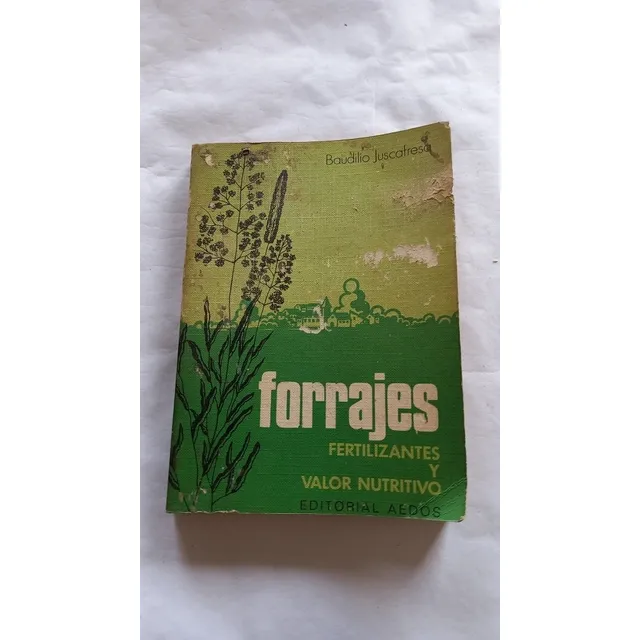 Baudilio Juscafresa
forrajes
FERTILIZANTES
Y
VALOR NUTRITIVO
EDITORIAL AEDOS